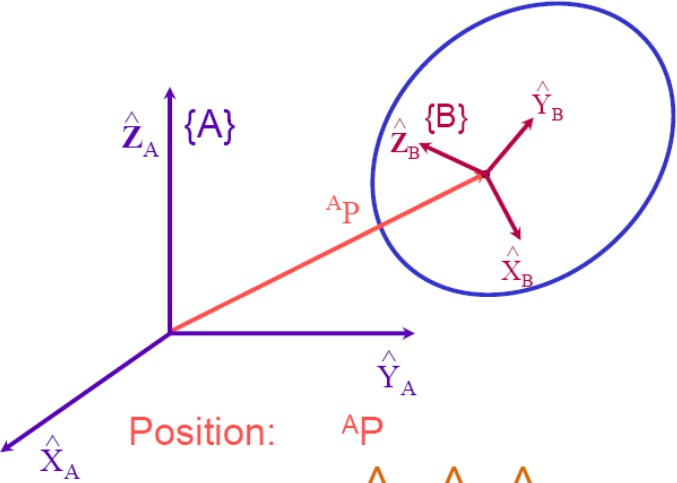 Ẑ_A {A}
{B} Ŷ_B
Ẑ_B
ᴬP
X̂_B
Ŷ_A
Position: ᴬP
X̂_A
^ ^ ^